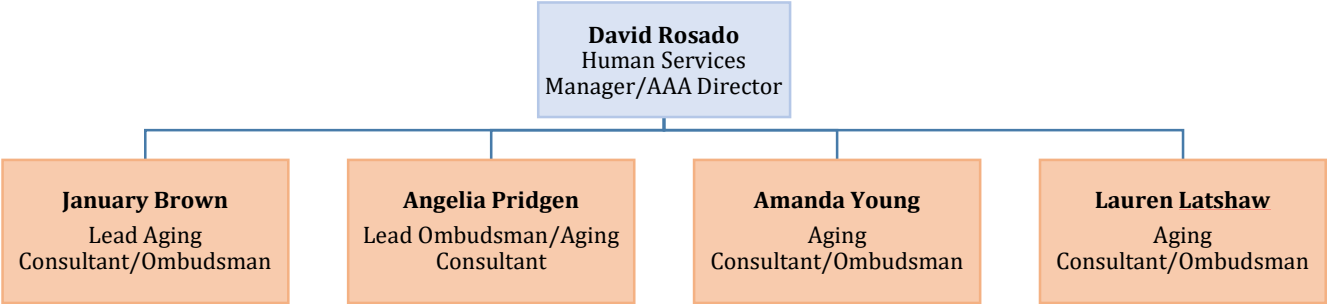 David Rosado
Human Services
Manager/AAA Director
January Brown
Lead Aging
Consultant/Ombudsman
Angelia Pridgen
Lead Ombudsman/Aging
Consultant
Amanda Young
Aging
Consultant/Ombudsman
Lauren Latshaw
Aging
Consultant/Ombudsman